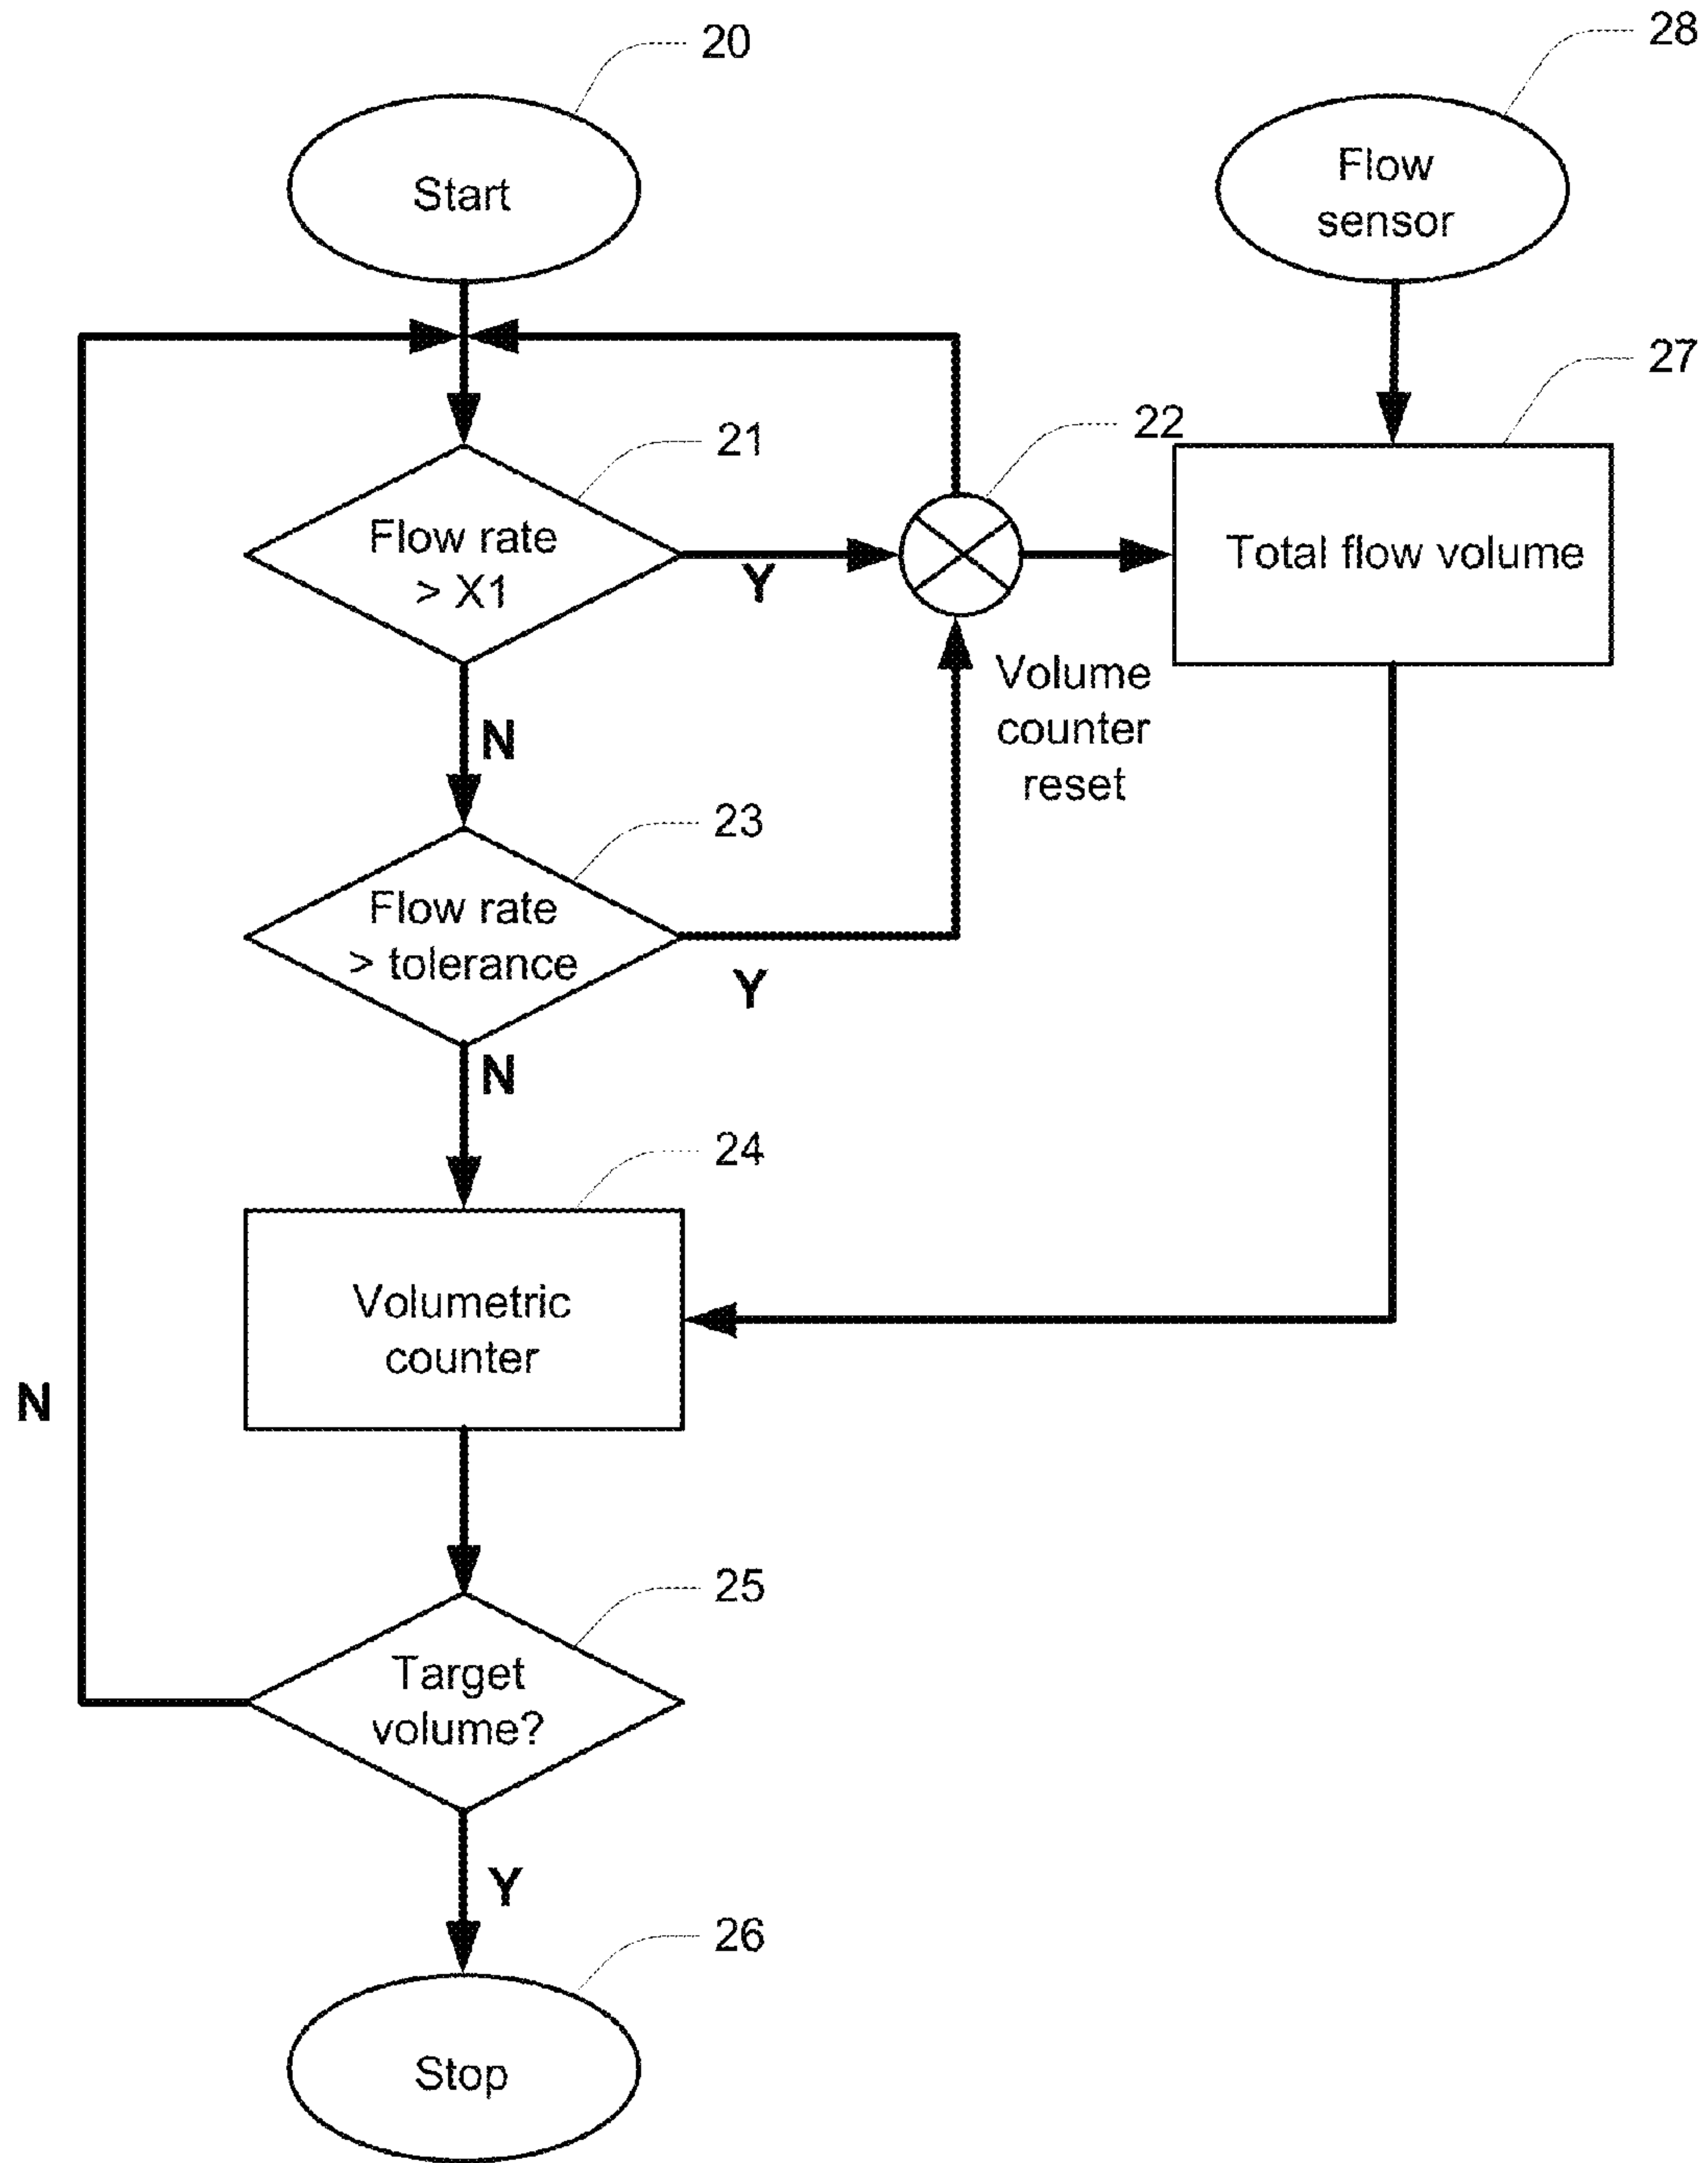 20
28
Start
Flow
sensor
27
21
22
Flow rate
> X1
Y
Total flow volume
N
Volume
counter
reset
23
Flow rate
> tolerance
Y
N
24
Volumetric
counter
N
25
Target
volume?
Y
26
Stop